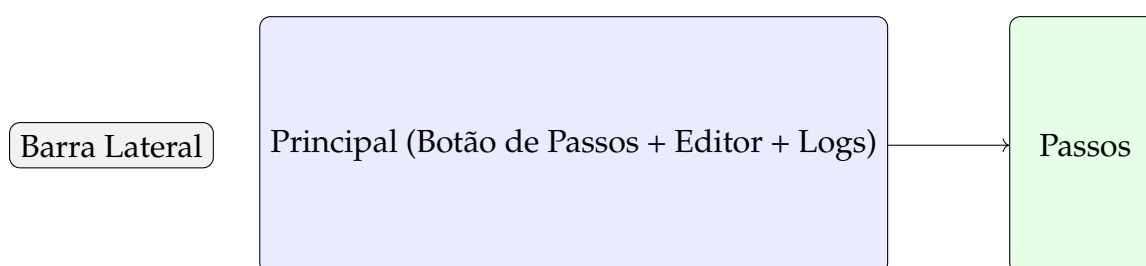 Barra Lateral
Principal (Botão de Passos + Editor + Logs)
Passos